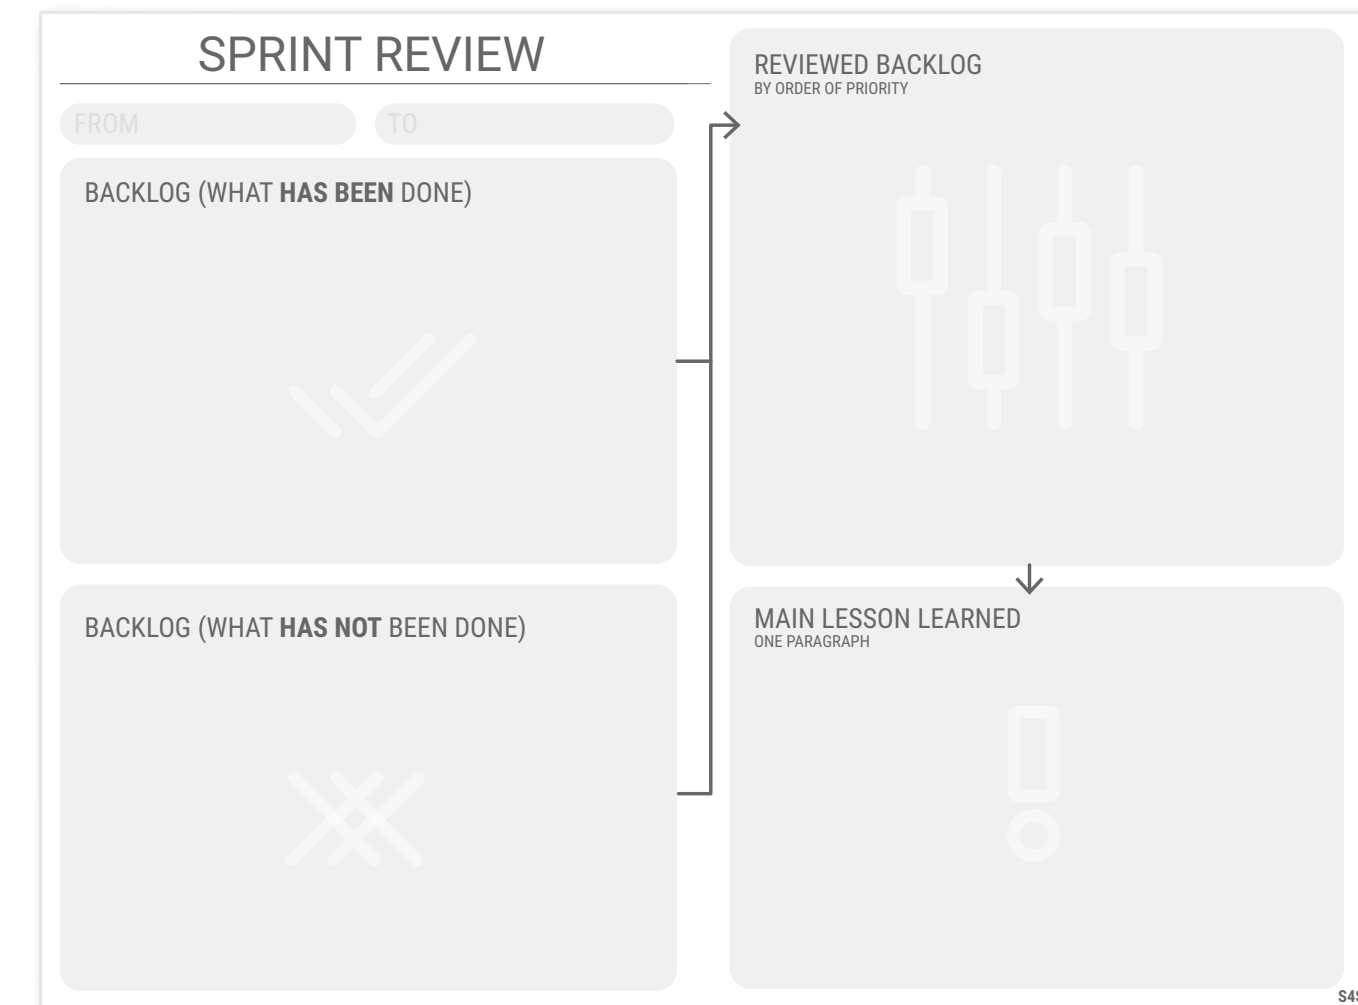 SPRINT REVIEW
FROM
TO
BACKLOG (WHAT HAS BEEN DONE)
BACKLOG (WHAT HAS NOT BEEN DONE)
REVIEWED BACKLOG
BY ORDER OF PRIORITY
MAIN LESSON LEARNED
ONE PARAGRAPH